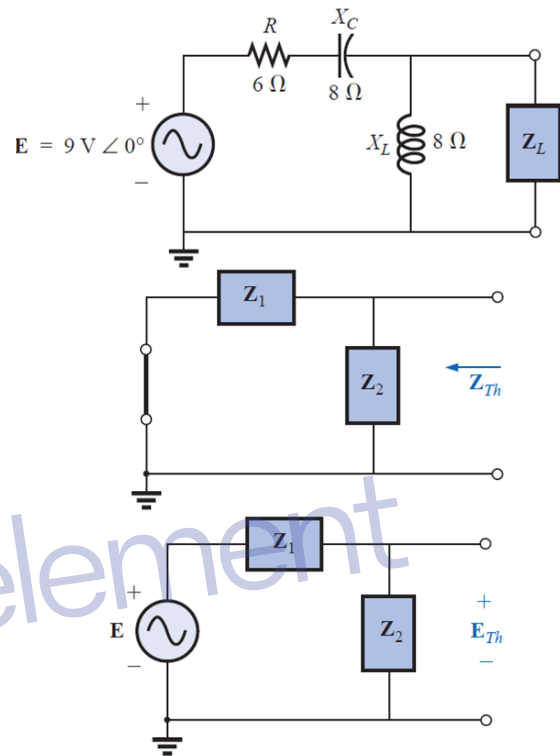 R
X_C
6 Ω
8 Ω
+
E = 9 V ∠ 0°
−
X_L
8 Ω
Z_L
Z_1
Z_2
Z_Th
element
Z_1
+
E
−
Z_2
+
E_Th
−